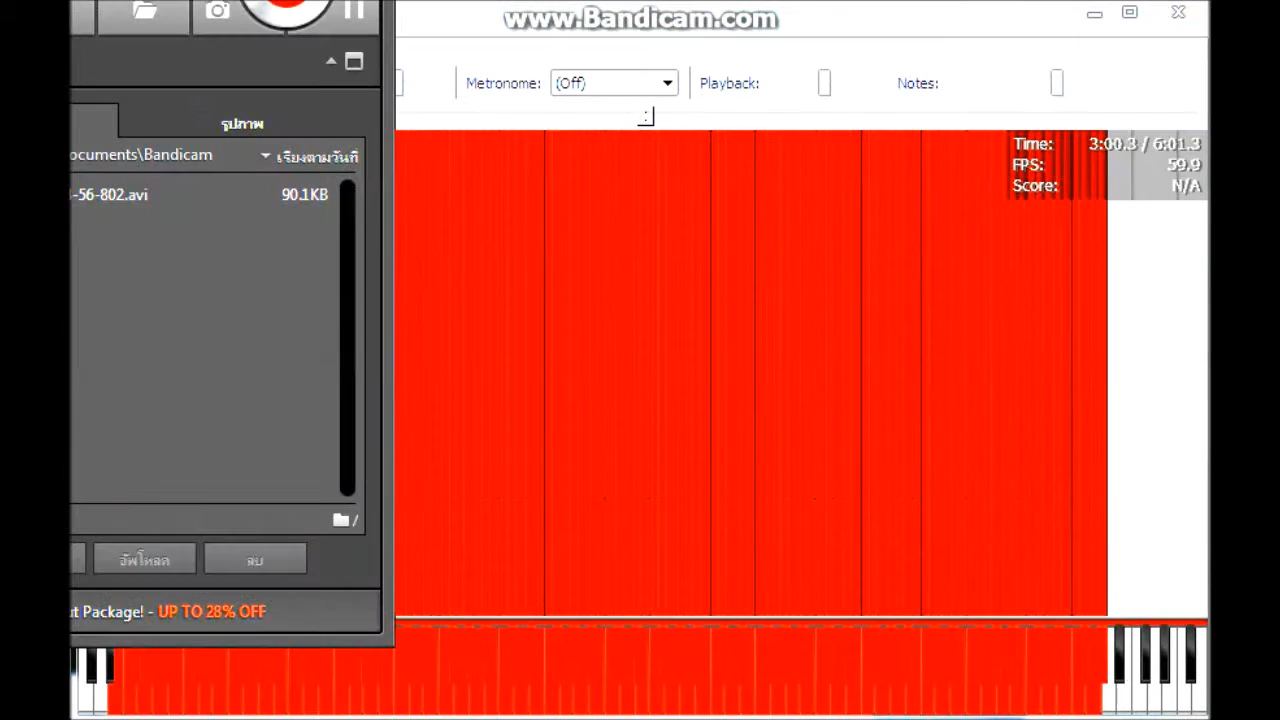 www.Bandicam.com
Metronome: (Off) Playback: Notes:
รูปภาพ
ocuments\Bandicam เรียงตามวันที่
-56-802.avi 90.1KB
Time: 3:00.3 / 6:01.3
FPS: 59.9
Score: N/A
/
อัพโหลด ลบ
ut Package! - UP TO 28% OFF